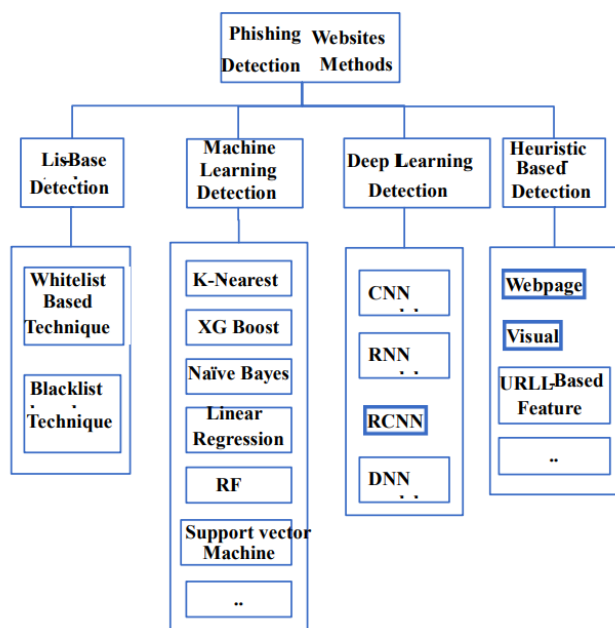 Phishing Websites
Detection Methods
Lis-Base
Detection
Machine
Learning
Detection
Deep Learning
Detection
Heuristic
Based
Detection
Whitelist
Based
Technique
Blacklist
Technique
K-Nearest
XG Boost
Naïve Bayes
Linear
Regression
RF
Support vector
Machine
..
CNN
RNN
RCNN
DNN
Webpage
Visual
URLL-Based
Feature
..